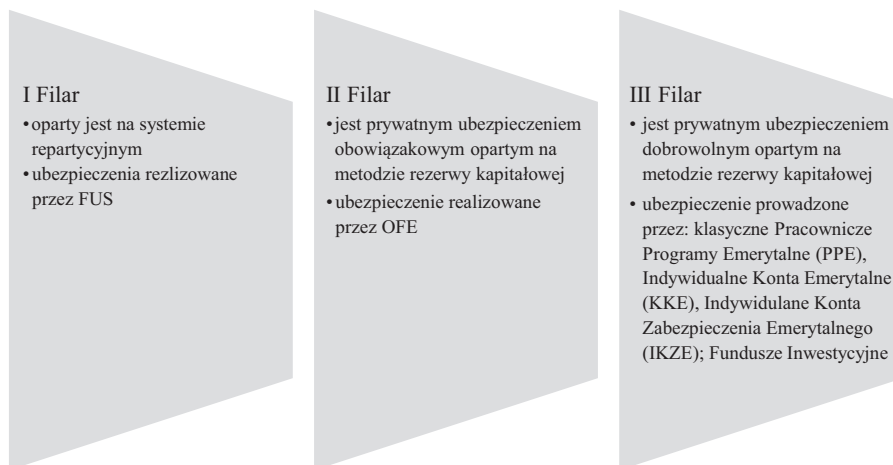 I Filar
•oparty jest na systemie
repartycyjnym
•ubezpieczenia rezlizowane
przez FUS
II Filar
•jest prywatnym ubezpieczeniem
obowiązakowym opartym na
metodzie rezerwy kapitałowej
•ubezpieczenie realizowane
przez OFE
III Filar
• jest prywatnym ubezpieczeniem
dobrowolnym opartym na
metodzie rezerwy kapitałowej
• ubezpieczenie prowadzone
przez: klasyczne Pracownicze
Programy Emerytalne (PPE),
Indywidualne Konta Emerytalne
(KKE), Indywidulane Konta
Zabezpieczenia Emerytalnego
(IKZE); Fundusze Inwestycyjne